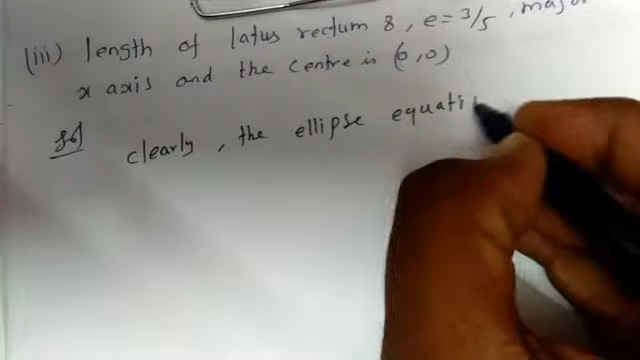 (iii) length of latus rectum 8, e = 3/5, major
x axis and the centre is (0,0)
Sol
clearly, the ellipse equati